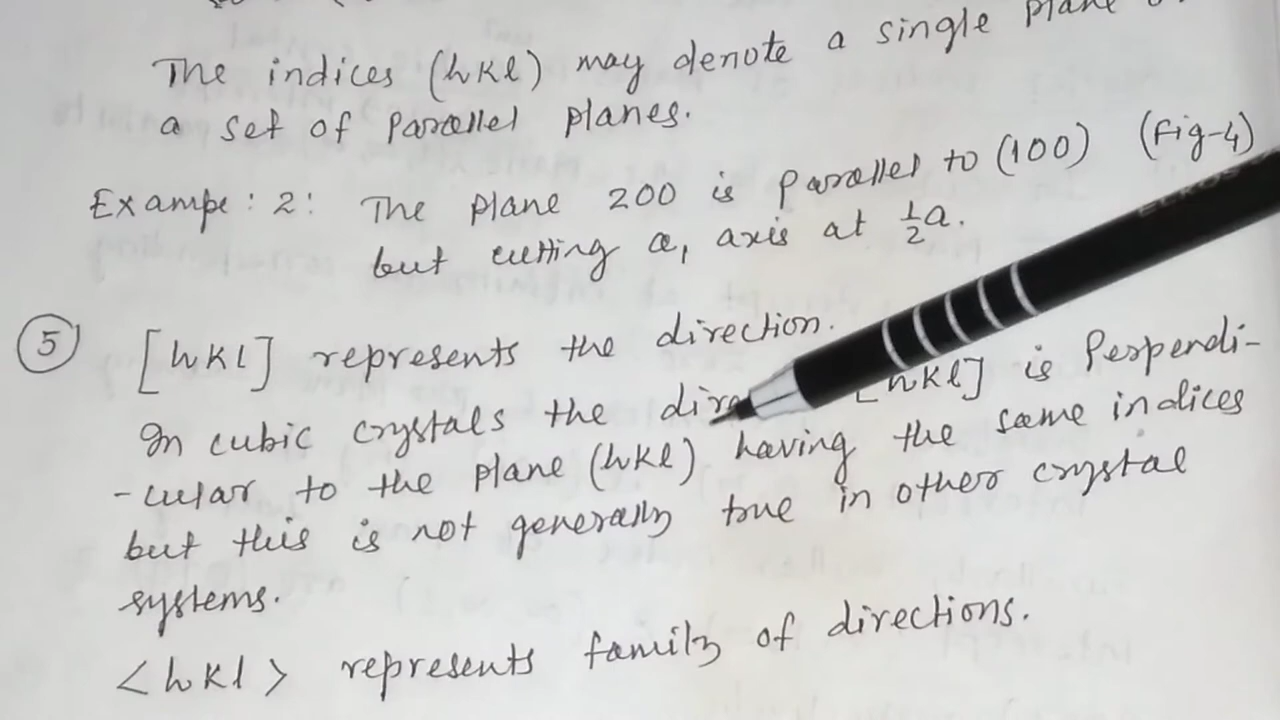 The indices (hkl) may denote a single plane
a set of Parallel planes.
Exampe: 2: The plane 200 is parallel to (100) (Fig-4)
but cutting a, axis at 1/2 a.
5 [hkl] represents the direction.
In cubic crystals the [hkl] is Perpendi-
-cular to the plane (hkl) having the same indices
but this is not generally true in other crystal
systems.
<hkl> represents family of directions.